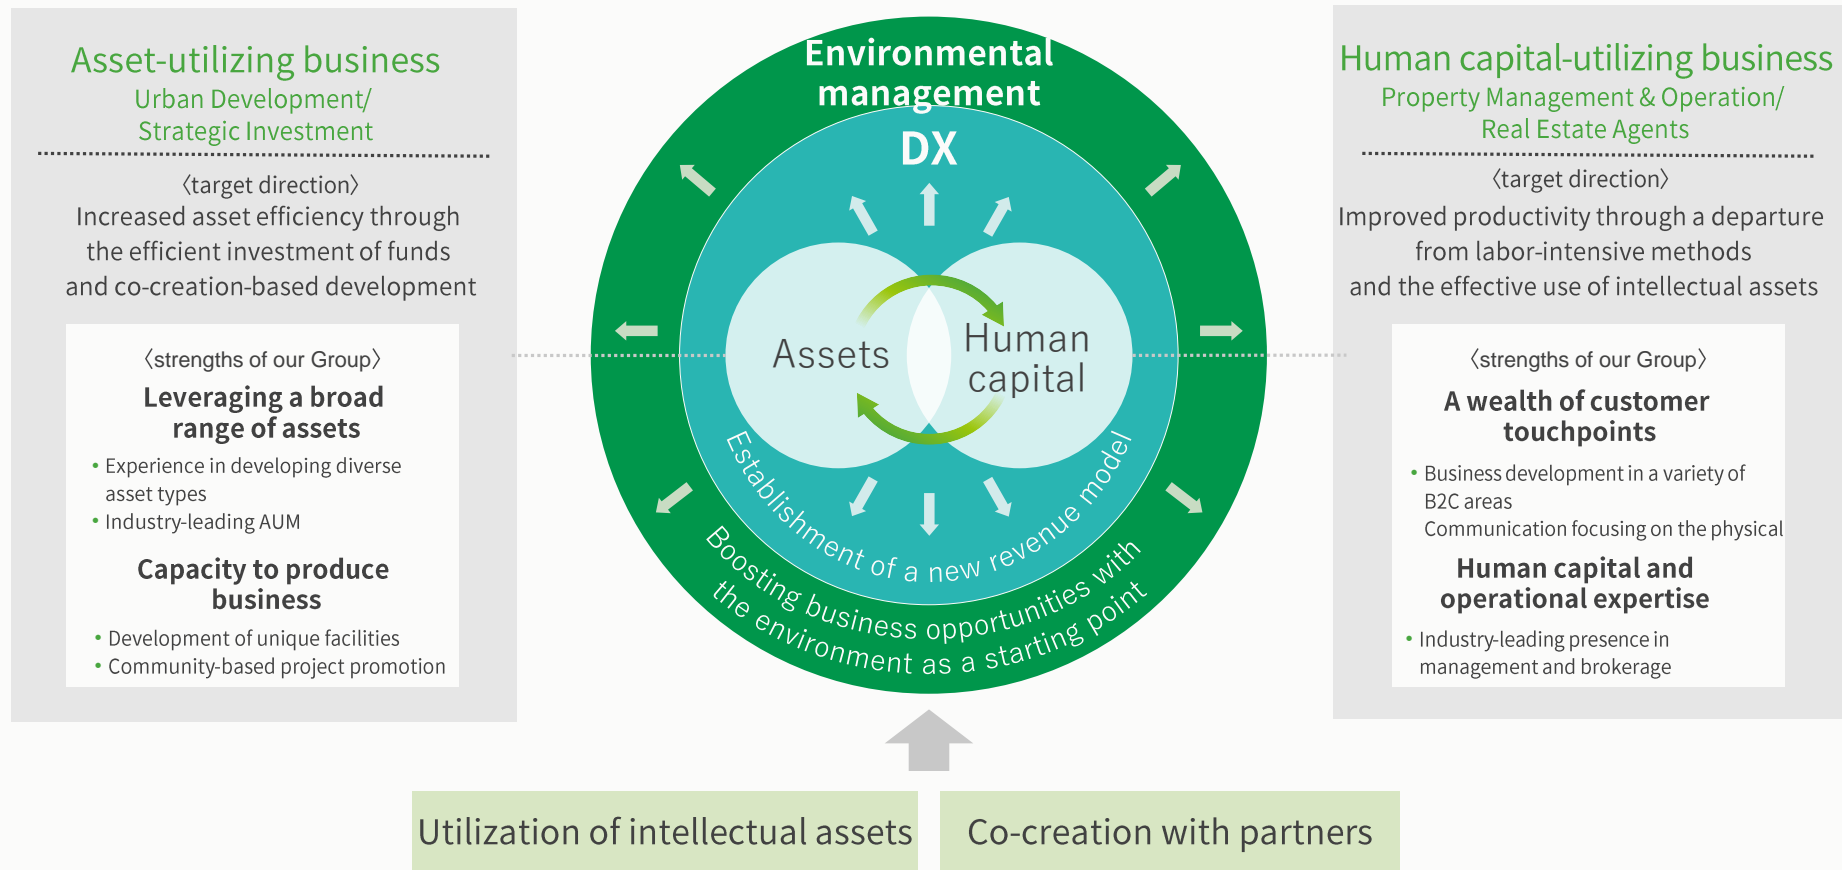 Asset-utilizing business
Urban Development/
Strategic Investment
〈target direction〉
Increased asset efficiency through
the efficient investment of funds
and co-creation-based development
〈strengths of our Group〉
Leveraging a broad
range of assets
• Experience in developing diverse
asset types
• Industry-leading AUM
Capacity to produce
business
• Development of unique facilities
• Community-based project promotion
Environmental
management
DX
Assets
Human
capital
Establishment of a new revenue model
Boosting business opportunities with
the environment as a starting point
Human capital-utilizing business
Property Management & Operation/
Real Estate Agents
〈target direction〉
Improved productivity through a departure
from labor-intensive methods
and the effective use of intellectual assets
〈strengths of our Group〉
A wealth of customer
touchpoints
• Business development in a variety of
B2C areas
Communication focusing on the physical
Human capital and
operational expertise
• Industry-leading presence in
management and brokerage
Utilization of intellectual assets
Co-creation with partners